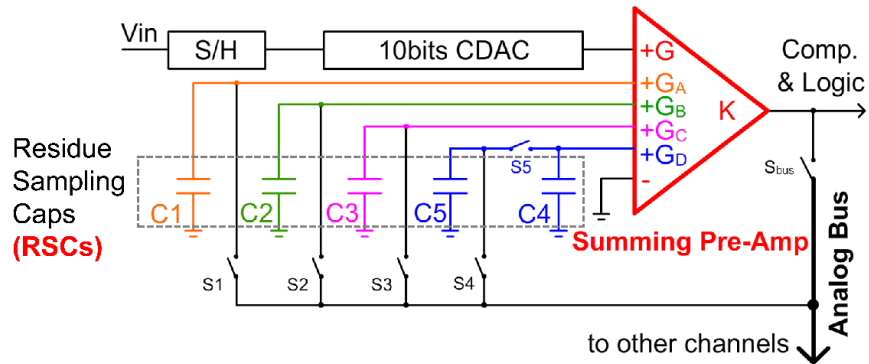 Vin
S/H
10bits CDAC
+G
+GA
+GB
+GC
+GD
-
K
Comp.
& Logic
Residue
Sampling
Caps
(RSCs)
C1
C2
C3
C5
C4
S5
Sbus
Summing Pre-Amp
Analog Bus
S1
S2
S3
S4
to other channels